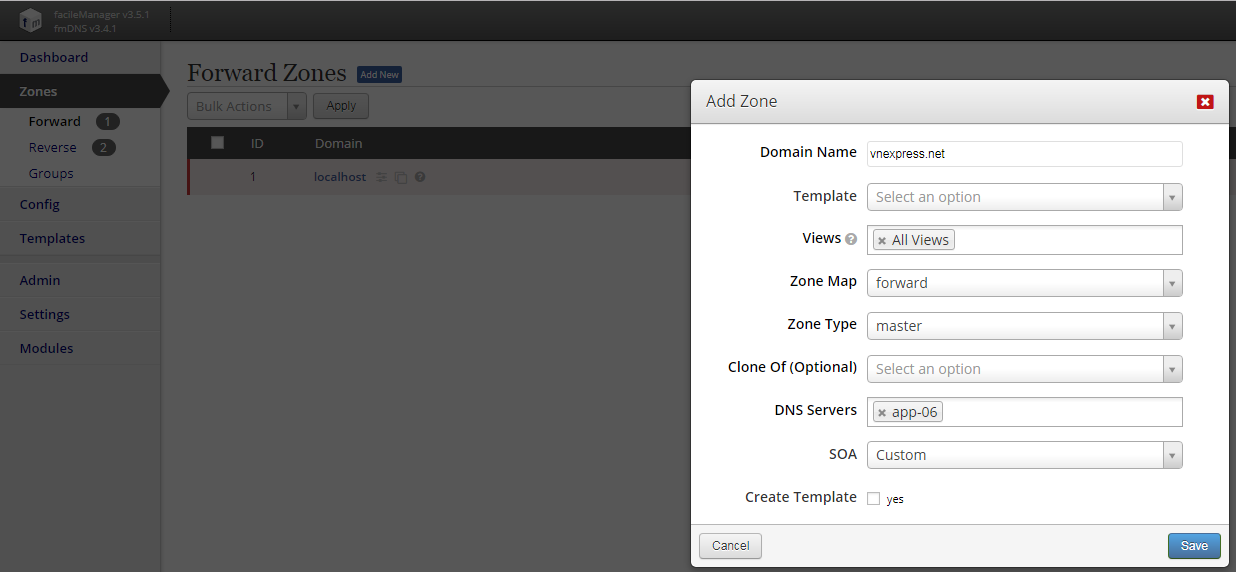 facileManager v3.5.1
fmDNS v3.4.1
fm
Dashboard
Zones
Forward 1
Reverse 2
Groups
Config
Templates
Admin
Settings
Modules
Forward Zones Add New
Bulk Actions Apply
ID Domain
1 localhost ?
Add Zone
Domain Name vnexpress.net
Template Select an option
Views ? × All Views
Zone Map forward
Zone Type master
Clone Of (Optional) Select an option
DNS Servers × app-06
SOA Custom
Create Template yes
Cancel Save